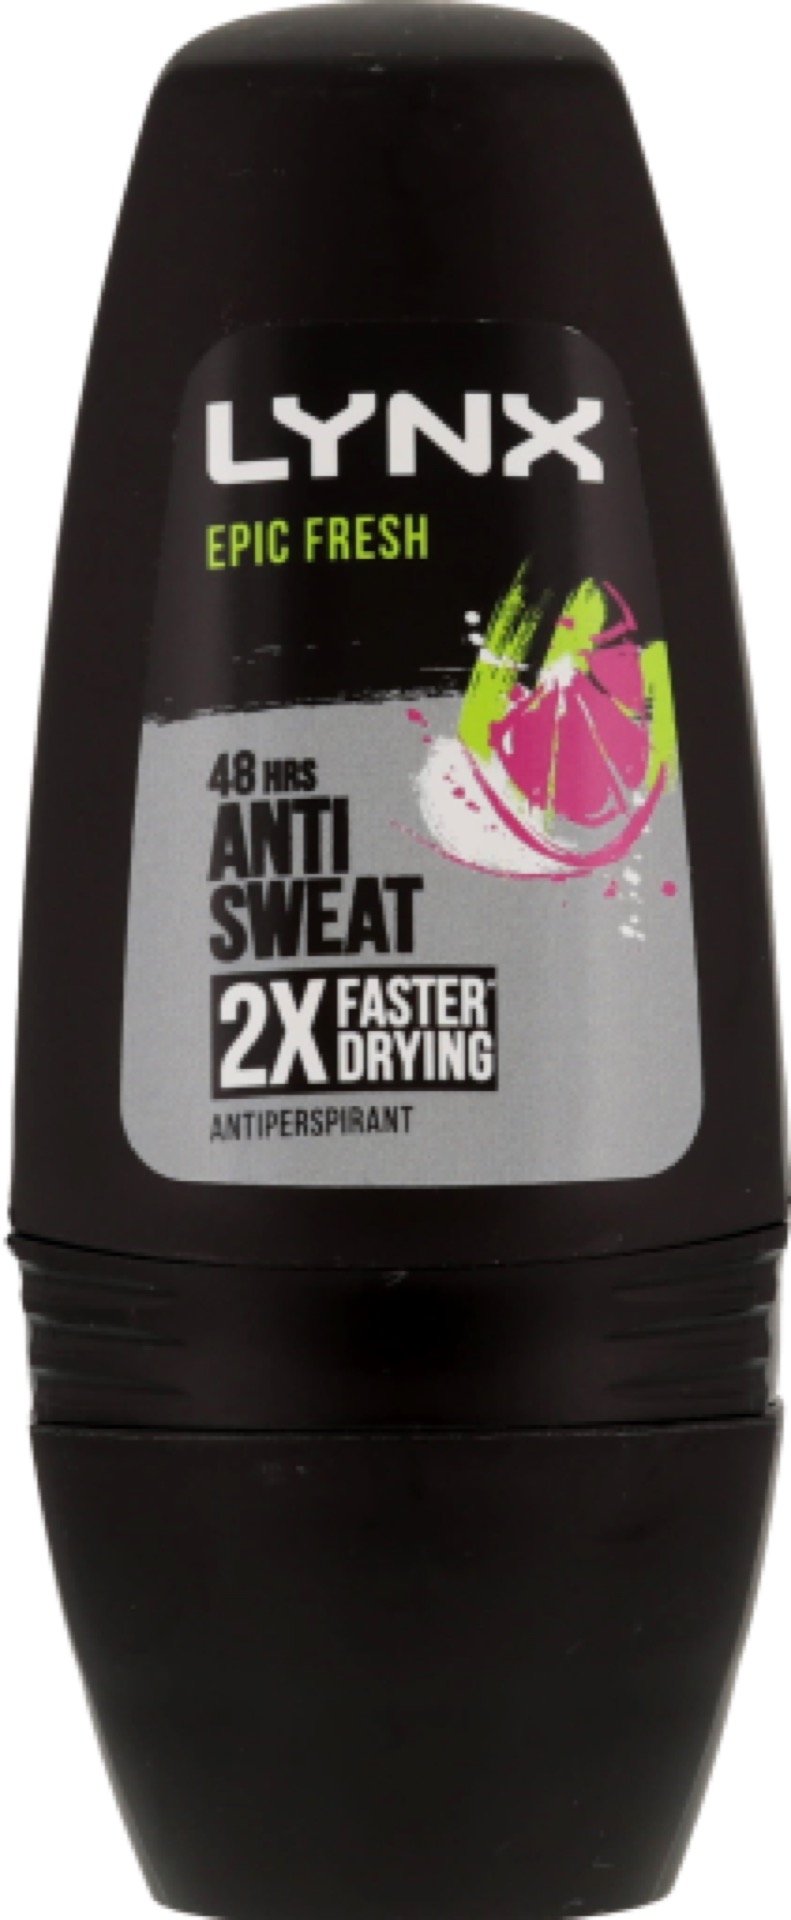 LYNX
EPIC FRESH
48 HRS
ANTI
SWEAT
2X FASTER
DRYING
ANTIPERSPIRANT